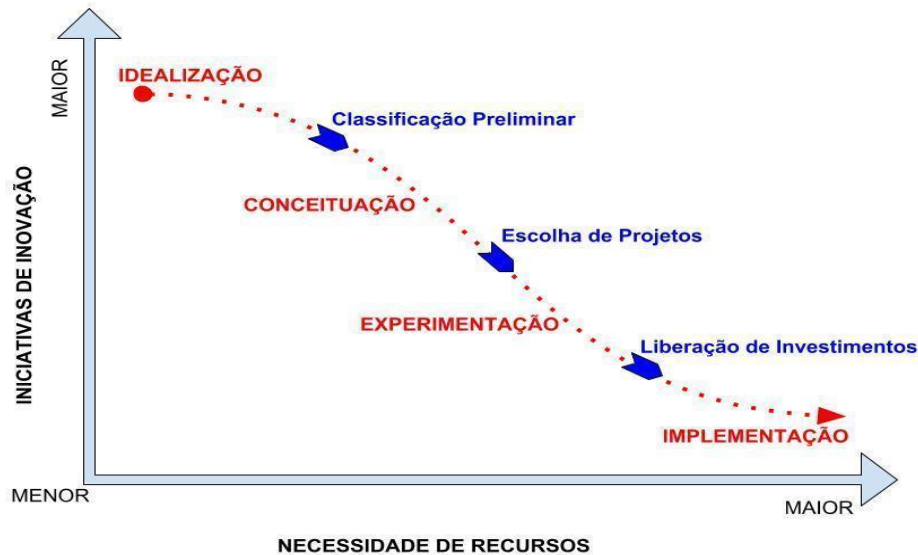 MAIOR
IDEALIZAÇÃO
Classificação Preliminar
CONCEITUAÇÃO
Escolha de Projetos
EXPERIMENTAÇÃO
Liberação de Investimentos
IMPLEMENTAÇÃO
INICIATIVAS DE INOVAÇÃO
MENOR
MAIOR
NECESSIDADE DE RECURSOS